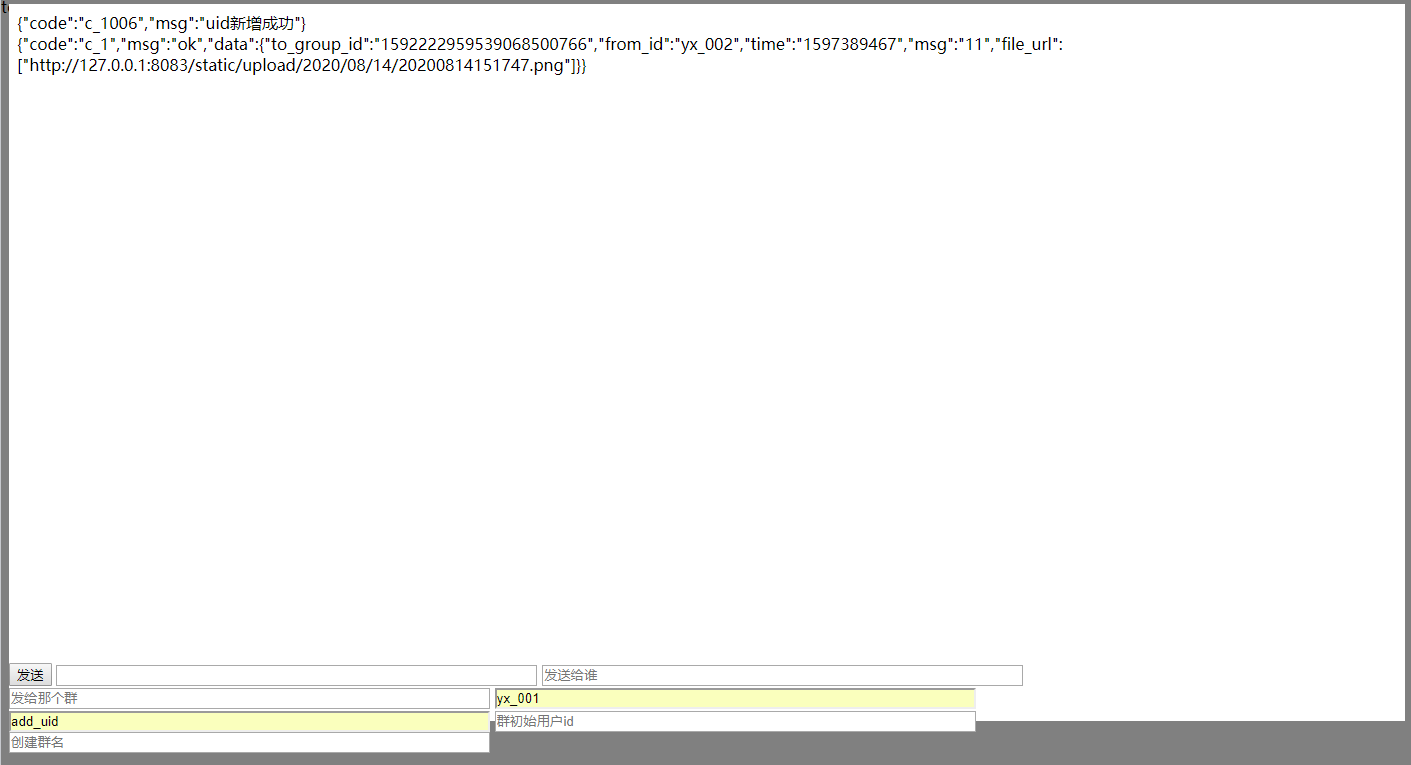 {"code":"c_1006","msg":"uid新增成功"}
{"code":"c_1","msg":"ok","data":{"to_group_id":"1592222959539068500766","from_id":"yx_002","time":"1597389467","msg":"11","file_url":
["http://127.0.0.1:8083/static/upload/2020/08/14/20200814151747.png"]}}
发送 发送给谁
发给那个群 yx_001
add_uid 群初始用户id
创建群名